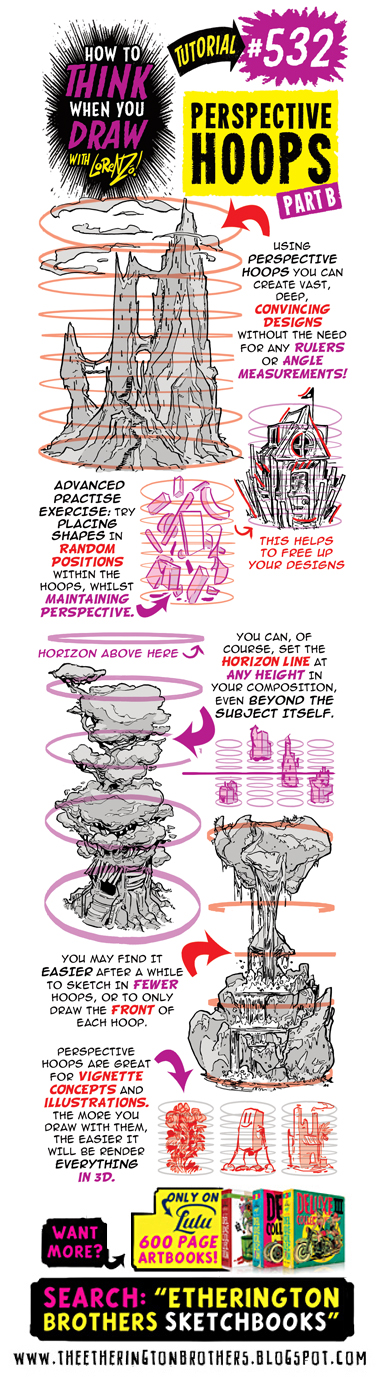 HOW TO
THINK
WHEN YOU
DRAW
WITH LORENZO!
TUTORIAL
#532
PERSPECTIVE
HOOPS
PART B
USING
PERSPECTIVE
HOOPS YOU CAN
CREATE VAST,
DEEP,
CONVINCING
DESIGNS
WITHOUT THE NEED
FOR ANY RULERS
OR ANGLE
MEASUREMENTS!
ADVANCED
PRACTISE
EXERCISE: TRY
PLACING
SHAPES IN
RANDOM
POSITIONS
WITHIN THE
HOOPS, WHILST
MAINTAINING
PERSPECTIVE.
THIS HELPS
TO FREE UP
YOUR DESIGNS
HORIZON ABOVE HERE
YOU CAN, OF
COURSE, SET THE
HORIZON LINE AT
ANY HEIGHT IN
YOUR COMPOSITION,
EVEN BEYOND THE
SUBJECT ITSELF.
YOU MAY FIND IT
EASIER AFTER A WHILE
TO SKETCH IN FEWER
HOOPS, OR TO ONLY
DRAW THE FRONT OF
EACH HOOP.
PERSPECTIVE
HOOPS ARE GREAT
FOR VIGNETTE
CONCEPTS AND
ILLUSTRATIONS.
THE MORE YOU
DRAW WITH THEM,
THE EASIER IT
WILL BE RENDER
EVERYTHING
IN 3D.
WANT
MORE?
ONLY ON
Lulu
600 PAGE
ARTBOOKS!
SEARCH: "ETHERINGTON
BROTHERS SKETCHBOOKS"
WWW.THEETHERINGTONBROTHERS.BLOGSPOT.COM